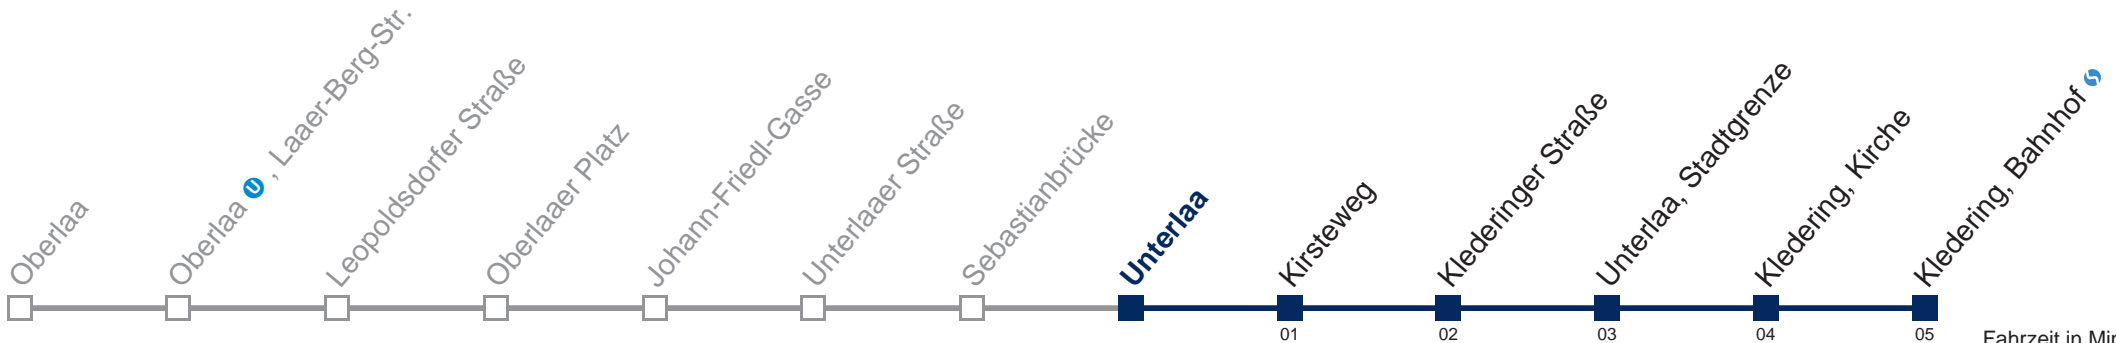 Oberlaa
Oberlaa U , Laaer-Berg-Str.
Leopoldsdorfer Straße
Oberlaaer Platz
Johann-Friedl-Gasse
Unterlaaer Straße
Sebastianbrücke
Unterlaa
Kirsteweg
Klederinger Straße
Unterlaa, Stadtgrenze
Kledering, Kirche
Kledering, Bahnhof S
01 02 03 04 05
Fahrzeit in Min